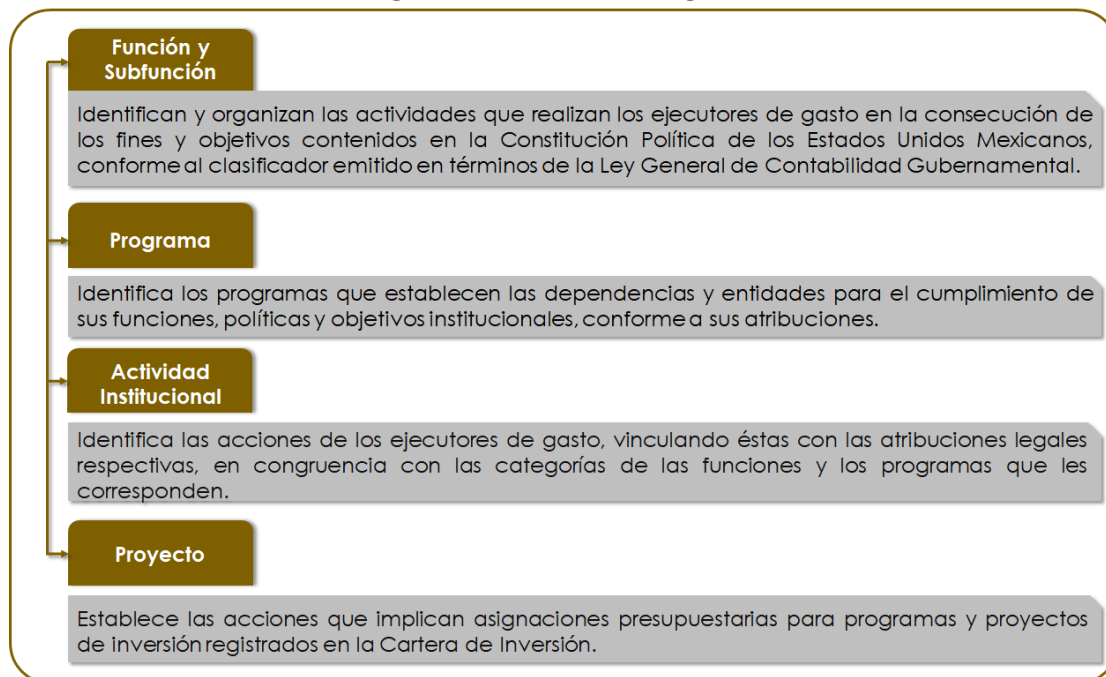 Función y
Subfunción
Identifican y organizan las actividades que realizan los ejecutores de gasto en la consecución de
los fines y objetivos contenidos en la Constitución Política de los Estados Unidos Mexicanos,
conforme al clasificador emitido en términos de la Ley General de Contabilidad Gubernamental.
Programa
Identifica los programas que establecen las dependencias y entidades para el cumplimiento de
sus funciones, políticas y objetivos institucionales, conforme a sus atribuciones.
Actividad
Institucional
Identifica las acciones de los ejecutores de gasto, vinculando éstas con las atribuciones legales
respectivas, en congruencia con las categorías de las funciones y los programas que les
corresponden.
Proyecto
Establece las acciones que implican asignaciones presupuestarias para programas y proyectos
de inversión registrados en la Cartera de Inversión.